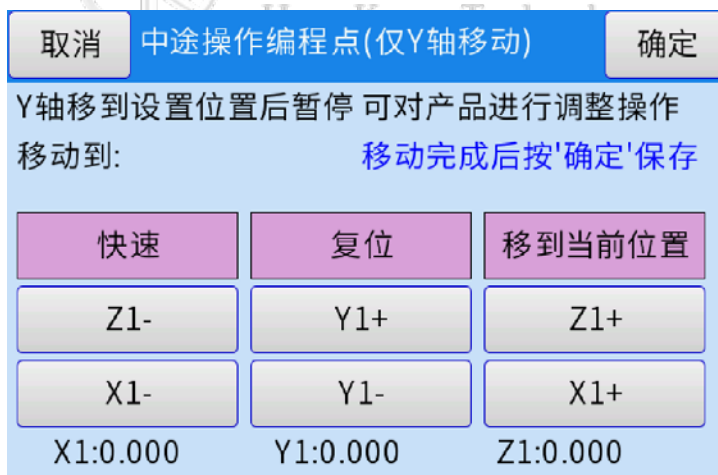 取消 中途操作编程点(仅Y轴移动) 确定
Y轴移到设置位置后暂停 可对产品进行调整操作
移动到: 移动完成后按'确定'保存
快速 复位 移到当前位置
Z1- Y1+ Z1+
X1- Y1- X1+
X1:0.000 Y1:0.000 Z1:0.000